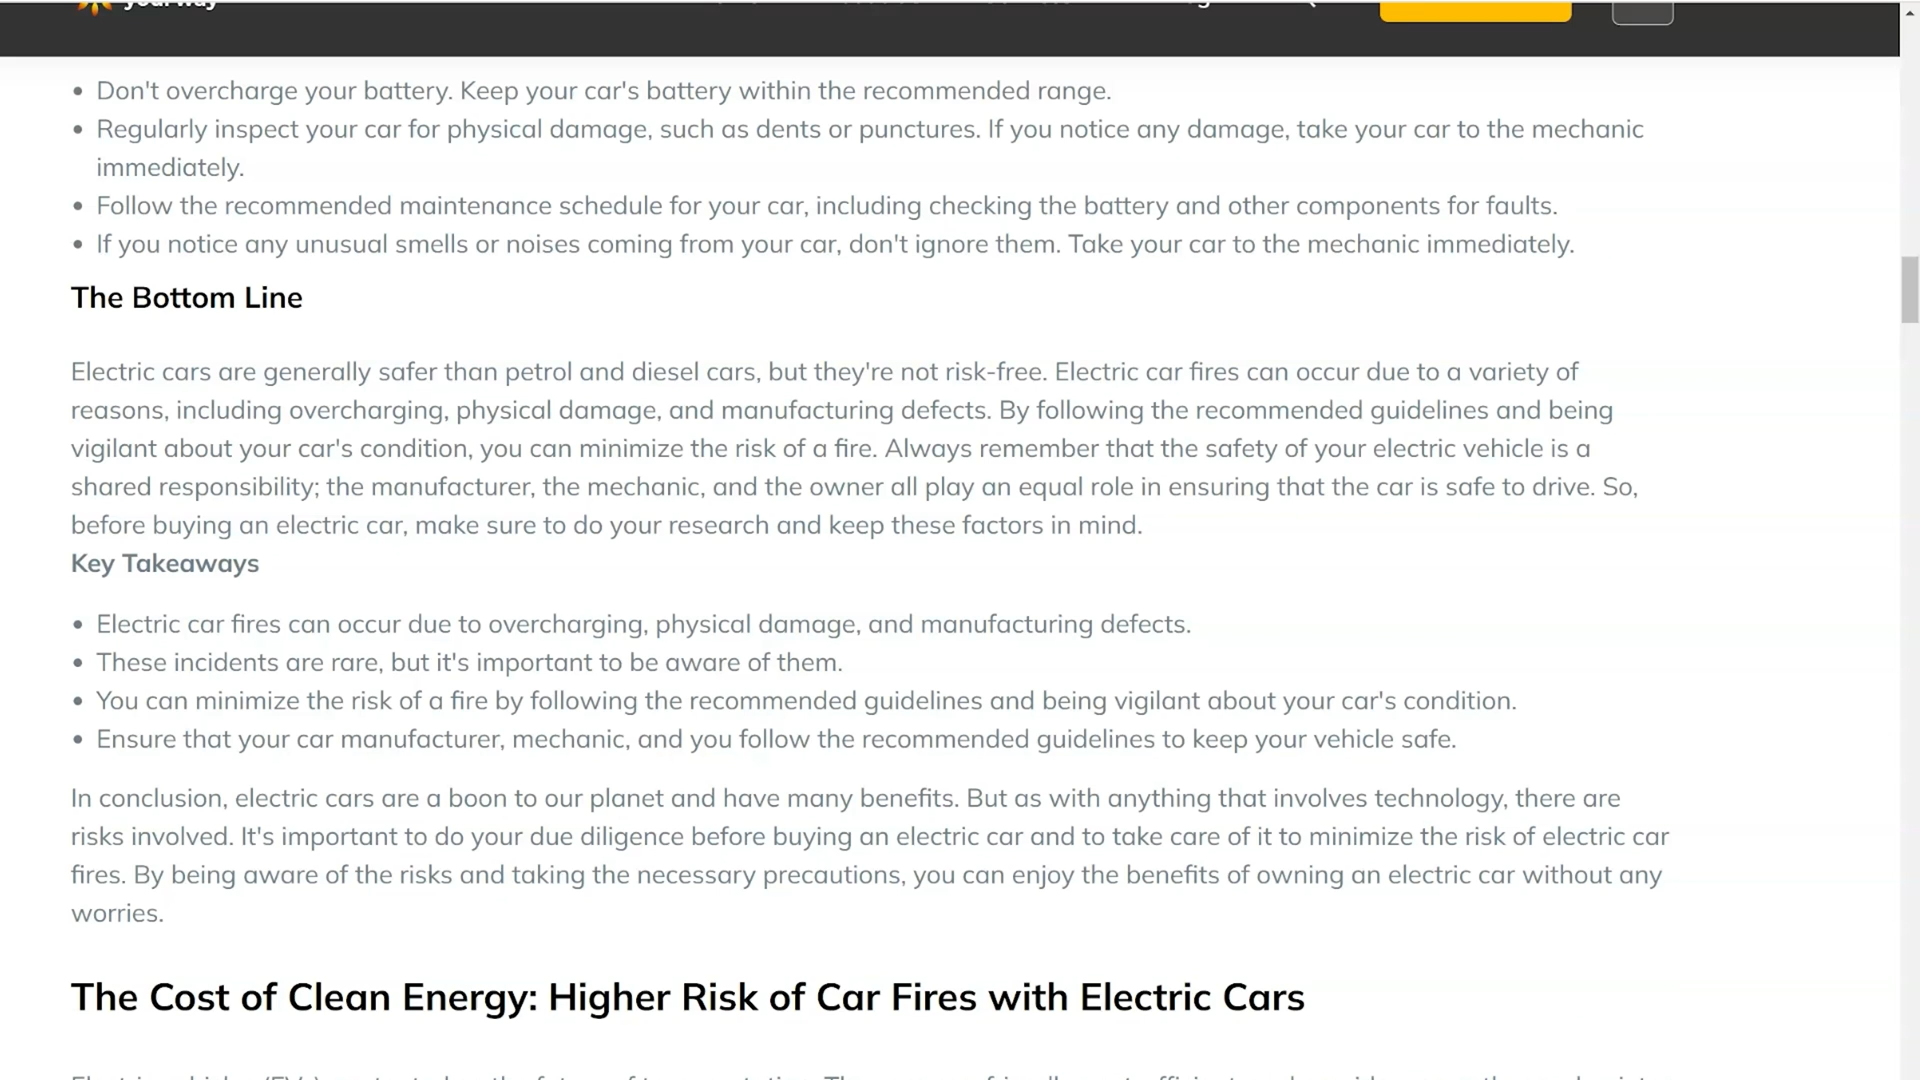 your way
Don't overcharge your battery. Keep your car's battery within the recommended range.
Regularly inspect your car for physical damage, such as dents or punctures. If you notice any damage, take your car to the mechanic
immediately.
Follow the recommended maintenance schedule for your car, including checking the battery and other components for faults.
If you notice any unusual smells or noises coming from your car, don't ignore them. Take your car to the mechanic immediately.
The Bottom Line
Electric cars are generally safer than petrol and diesel cars, but they're not risk-free. Electric car fires can occur due to a variety of
reasons, including overcharging, physical damage, and manufacturing defects. By following the recommended guidelines and being
vigilant about your car's condition, you can minimize the risk of a fire. Always remember that the safety of your electric vehicle is a
shared responsibility; the manufacturer, the mechanic, and the owner all play an equal role in ensuring that the car is safe to drive. So,
before buying an electric car, make sure to do your research and keep these factors in mind.
Key Takeaways
Electric car fires can occur due to overcharging, physical damage, and manufacturing defects.
These incidents are rare, but it's important to be aware of them.
You can minimize the risk of a fire by following the recommended guidelines and being vigilant about your car's condition.
Ensure that your car manufacturer, mechanic, and you follow the recommended guidelines to keep your vehicle safe.
In conclusion, electric cars are a boon to our planet and have many benefits. But as with anything that involves technology, there are
risks involved. It's important to do your due diligence before buying an electric car and to take care of it to minimize the risk of electric car
fires. By being aware of the risks and taking the necessary precautions, you can enjoy the benefits of owning an electric car without any
worries.
The Cost of Clean Energy: Higher Risk of Car Fires with Electric Cars